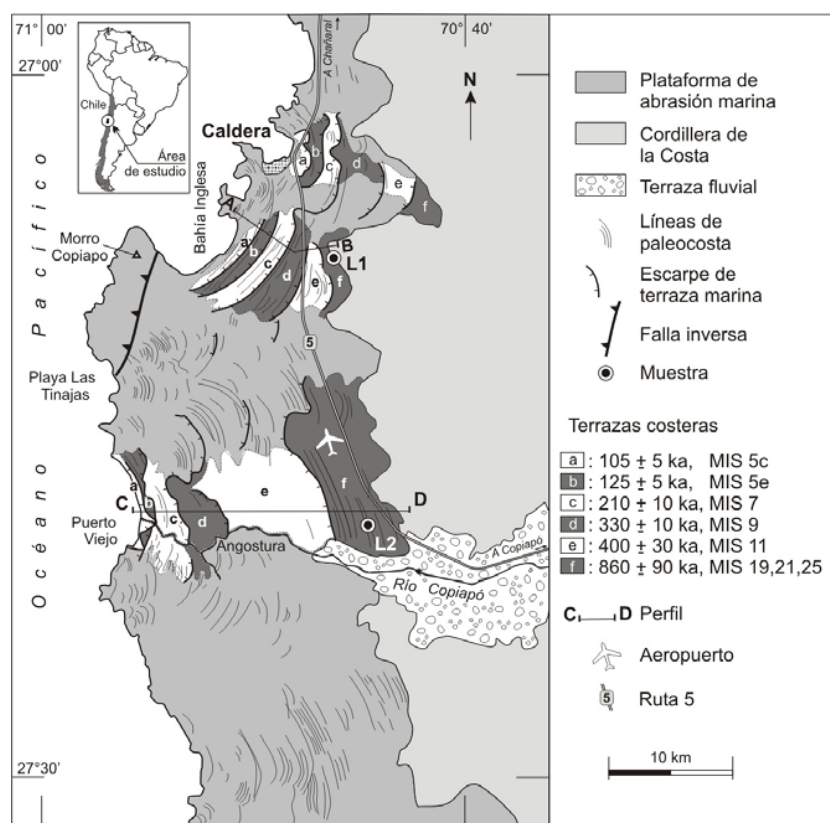 71° 00'
70° 40'
27°00'
A Chañaral
N
Chile
Área
de estudio
Caldera
a
b
c
d
e
f
Bahía Inglesa
A
B
L1
a
b
c
d
e
f
Morro
Copiapo
Pacífico
5
Playa Las
Tinajas
Océano
C
D
a
b
c
d
e
f
Puerto
Viejo
Angostura
L2
A Copiapó
Río Copiapó
27°30'
Plataforma de
abrasión marina
Cordillera de
la Costa
Terraza fluvial
Líneas de
paleocosta
Escarpe de
terraza marina
Falla inversa
Muestra
Terrazas costeras
a : 105 ± 5 ka, MIS 5c
b : 125 ± 5 ka, MIS 5e
c : 210 ± 10 ka, MIS 7
d : 330 ± 10 ka, MIS 9
e : 400 ± 30 ka, MIS 11
f : 860 ± 90 ka, MIS 19,21,25
C D Perfil
Aeropuerto
5 Ruta 5
10 km